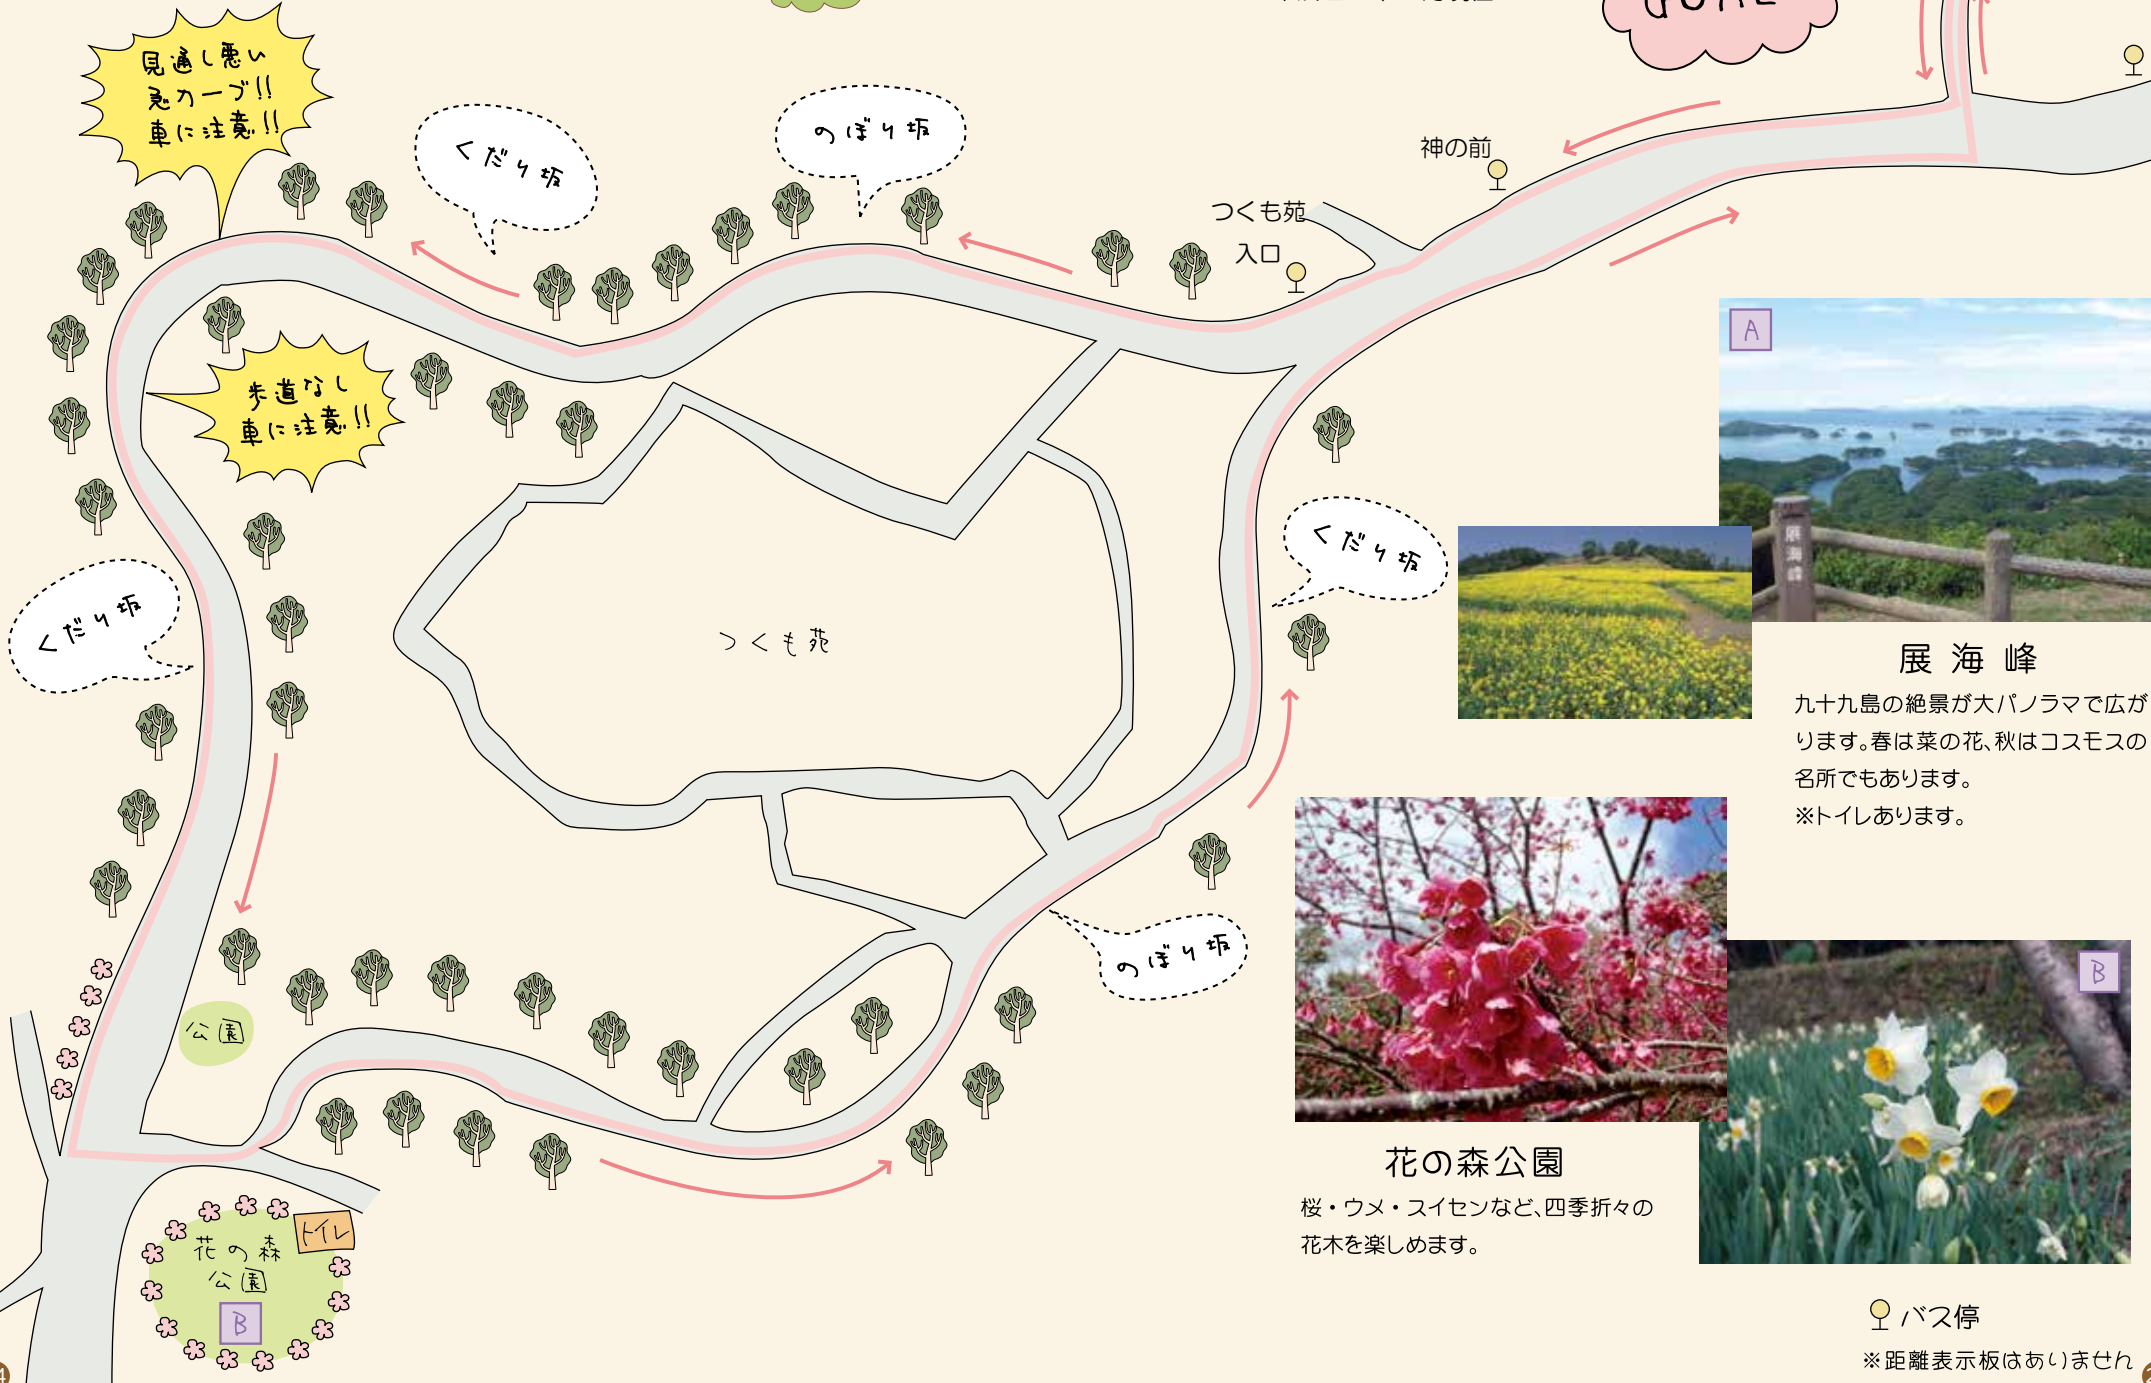 GOAL
見通し悪い
急カーブ!!
車に注意!!
くだり坂
のぼり坂
神の前
つくも苑
入口
歩道なし
車に注意!!
くだり坂
くだり坂
つくも苑
のぼり坂
公園
トイレ
花の森
公園
B
A
展海峰
展海峰
九十九島の絶景が大パノラマで広が
ります。春は菜の花、秋はコスモスの
名所でもあります。
※トイレあります。
B
花の森公園
桜・ウメ・スイセンなど、四季折々の
花木を楽しめます。
バス停
※距離表示板はありません